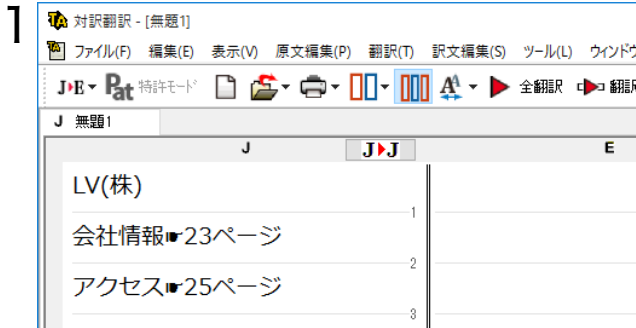 1
対訳翻訳 - [無題1]
ファイル(F) 編集(E) 表示(V) 原文編集(P) 翻訳(T) 訳文編集(S) ツール(L) ウィンドウ
J▸E Pat 特許モード 全翻訳 翻訳
J 無題1
J J▸J E
LV(株)
1
会社情報☛23ページ
2
アクセス☛25ページ
3